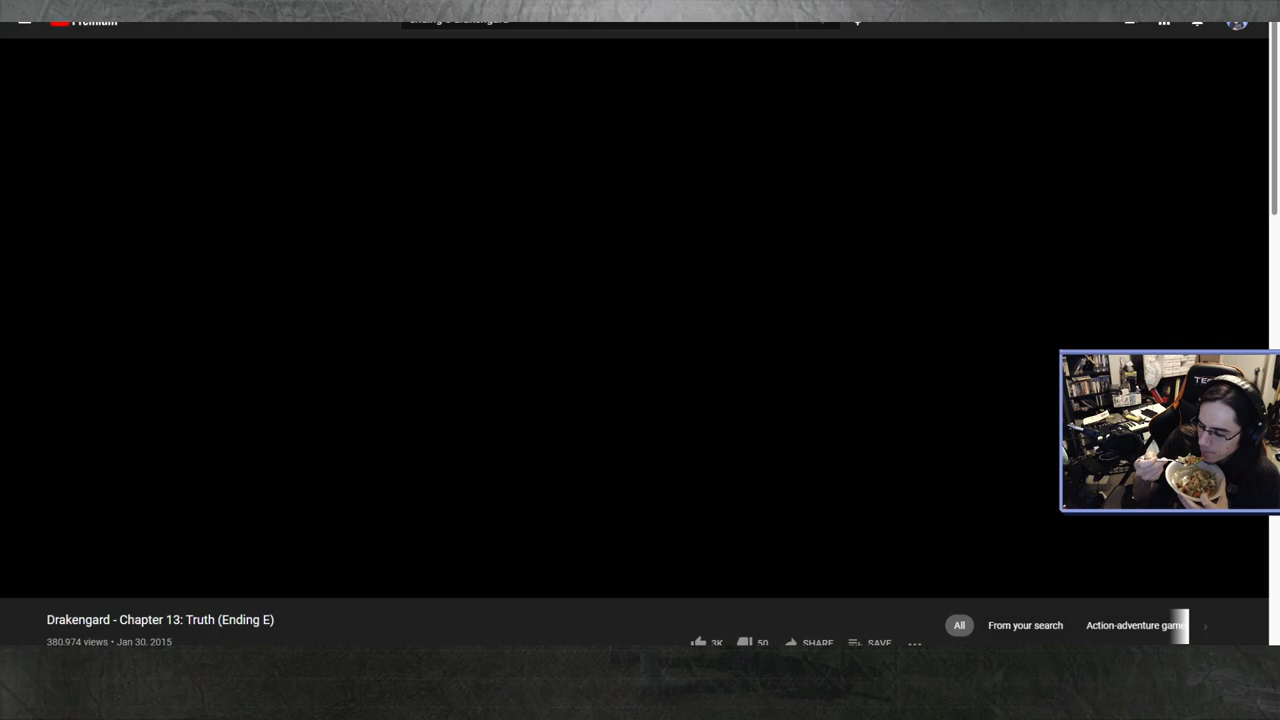 Premium
Drakengard - Chapter 13: Truth (Ending E)
All
From your search
Action-adventure game
380,974 views • Jan 30, 2015
3K
50
SHARE
SAVE